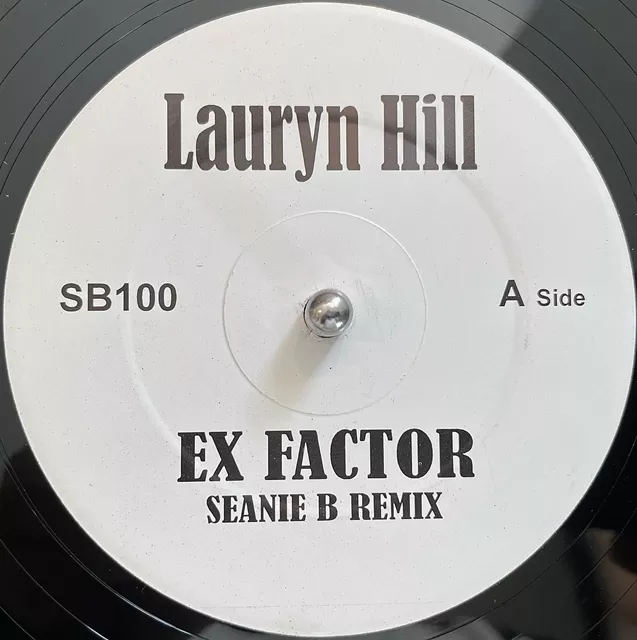 Lauryn Hill
SB100
A Side
EX FACTOR
SEANIE B REMIX